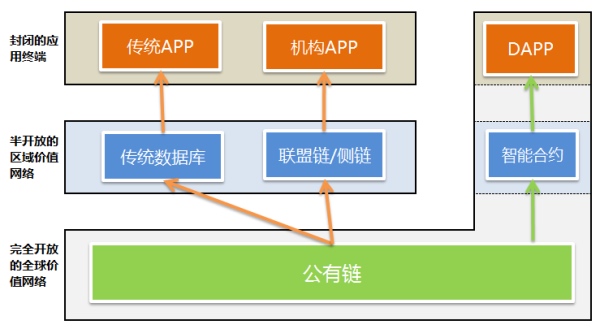 封闭的应
用终端
传统APP
机构APP
DAPP
半开放的
区域价值
网络
传统数据库
联盟链/侧链
智能合约
完全开放
的全球价
值网络
公有链